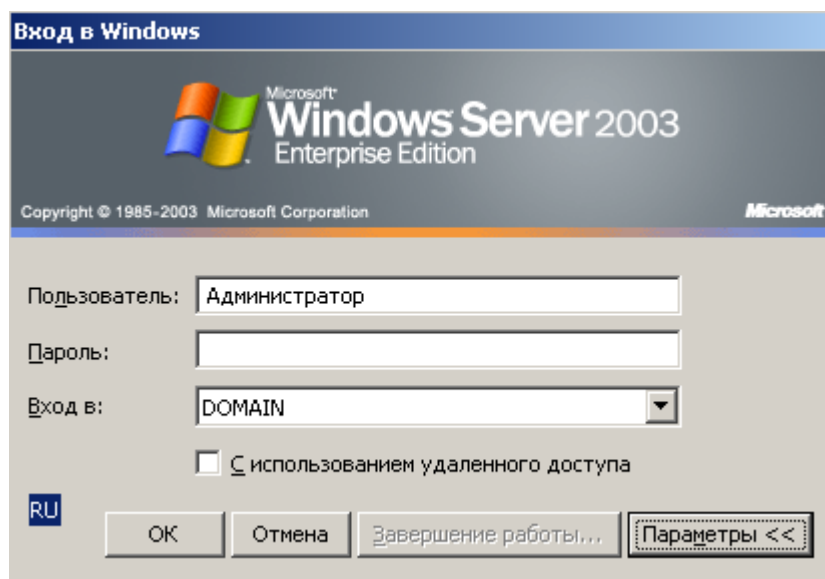 Вход в Windows
Microsoft
Windows Server 2003
Enterprise Edition
Copyright © 1985-2003 Microsoft Corporation Microsoft
Пользователь: Администратор
Пароль:
Вход в: DOMAIN
С использованием удаленного доступа
RU
ОК Отмена Завершение работы... Параметры <<